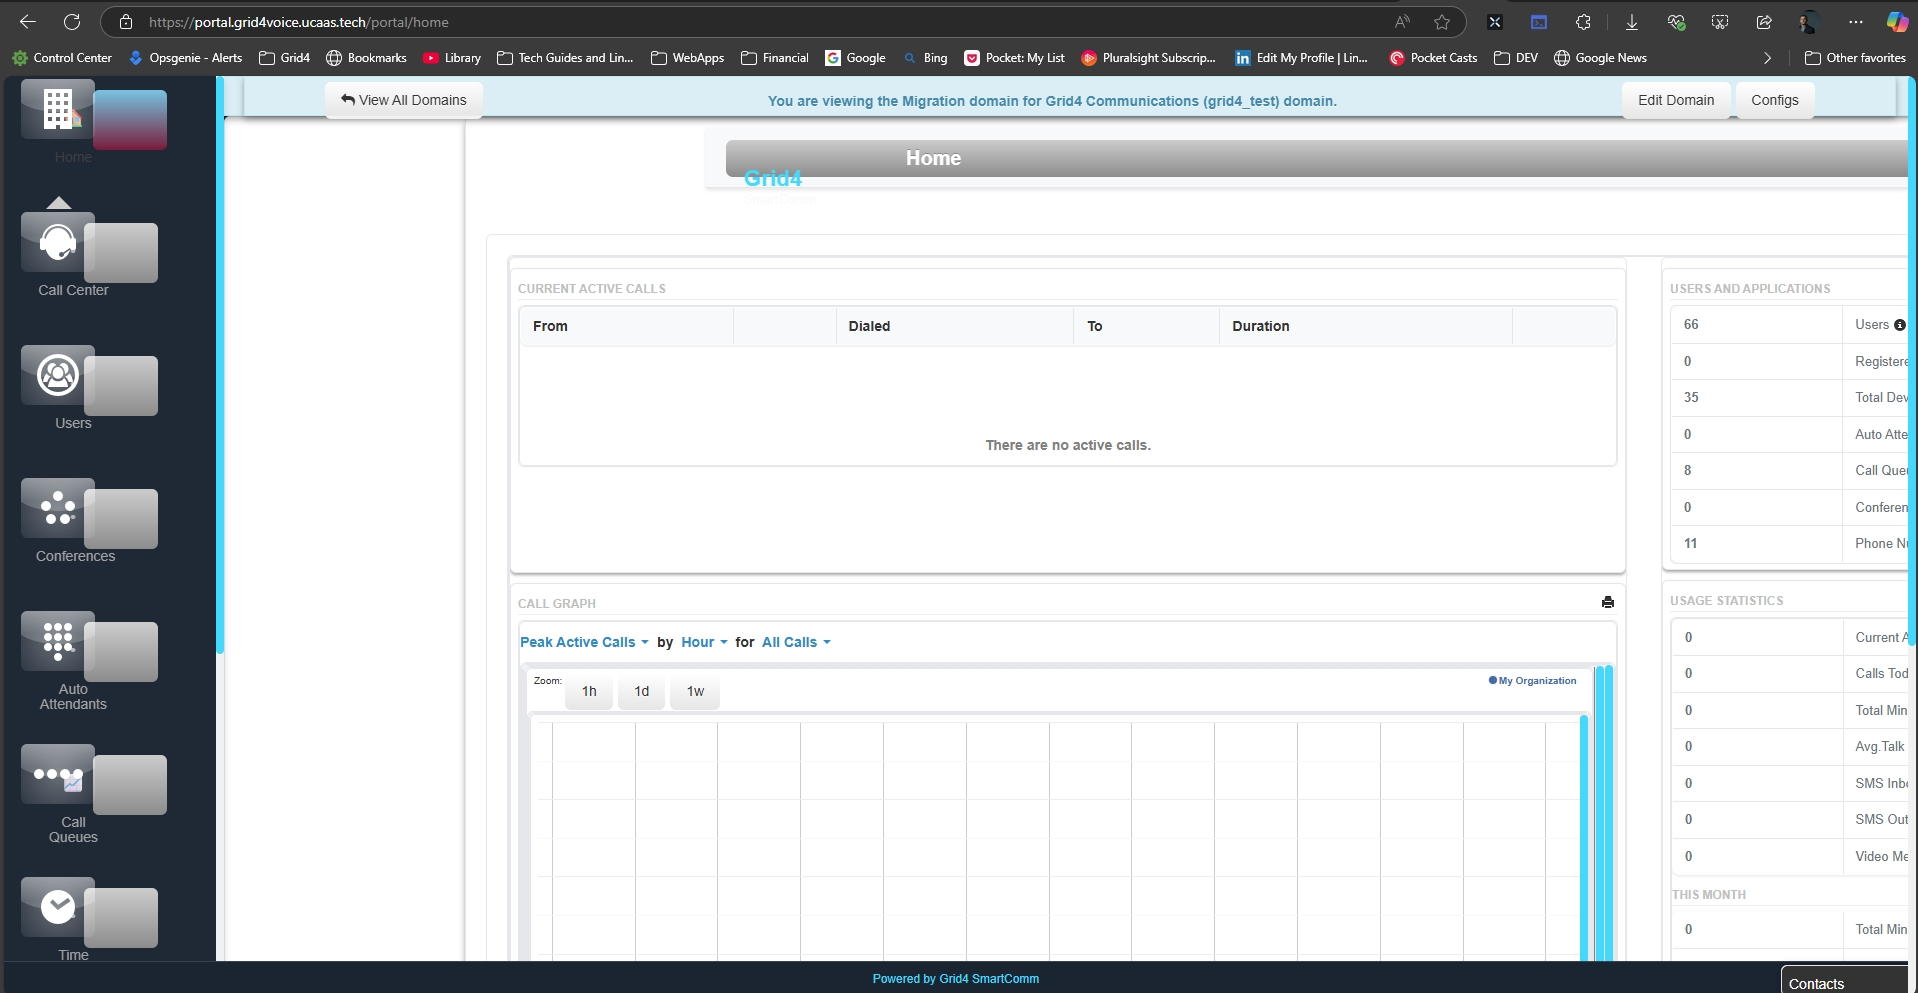 https://portal.grid4voice.ucaas.tech/portal/home
Control Center
Opsgenie - Alerts
Grid4
Bookmarks
Library
Tech Guides and Lin...
WebApps
Financial
Google
Bing
Pocket: My List
Pluralsight Subscrip...
Edit My Profile | Lin...
Pocket Casts
DEV
Google News
Other favorites
View All Domains
You are viewing the Migration domain for Grid4 Communications (grid4_test) domain.
Edit Domain
Configs
Home
Call Center
Users
Conferences
Auto
Attendants
Call
Queues
Time
Home
Grid4
SmartComm
CURRENT ACTIVE CALLS
From
Dialed
To
Duration
There are no active calls.
CALL GRAPH
Peak Active Calls by Hour for All Calls
Zoom:
1h
1d
1w
My Organization
USERS AND APPLICATIONS
66 Users
0 Registere
35 Total Dev
0 Auto Atte
8 Call Que
0 Conferen
11 Phone N
USAGE STATISTICS
0 Current A
0 Calls Tod
0 Total Min
0 Avg.Talk
0 SMS Inb
0 SMS Out
0 Video Me
THIS MONTH
0 Total Min
Powered by Grid4 SmartComm
Contacts